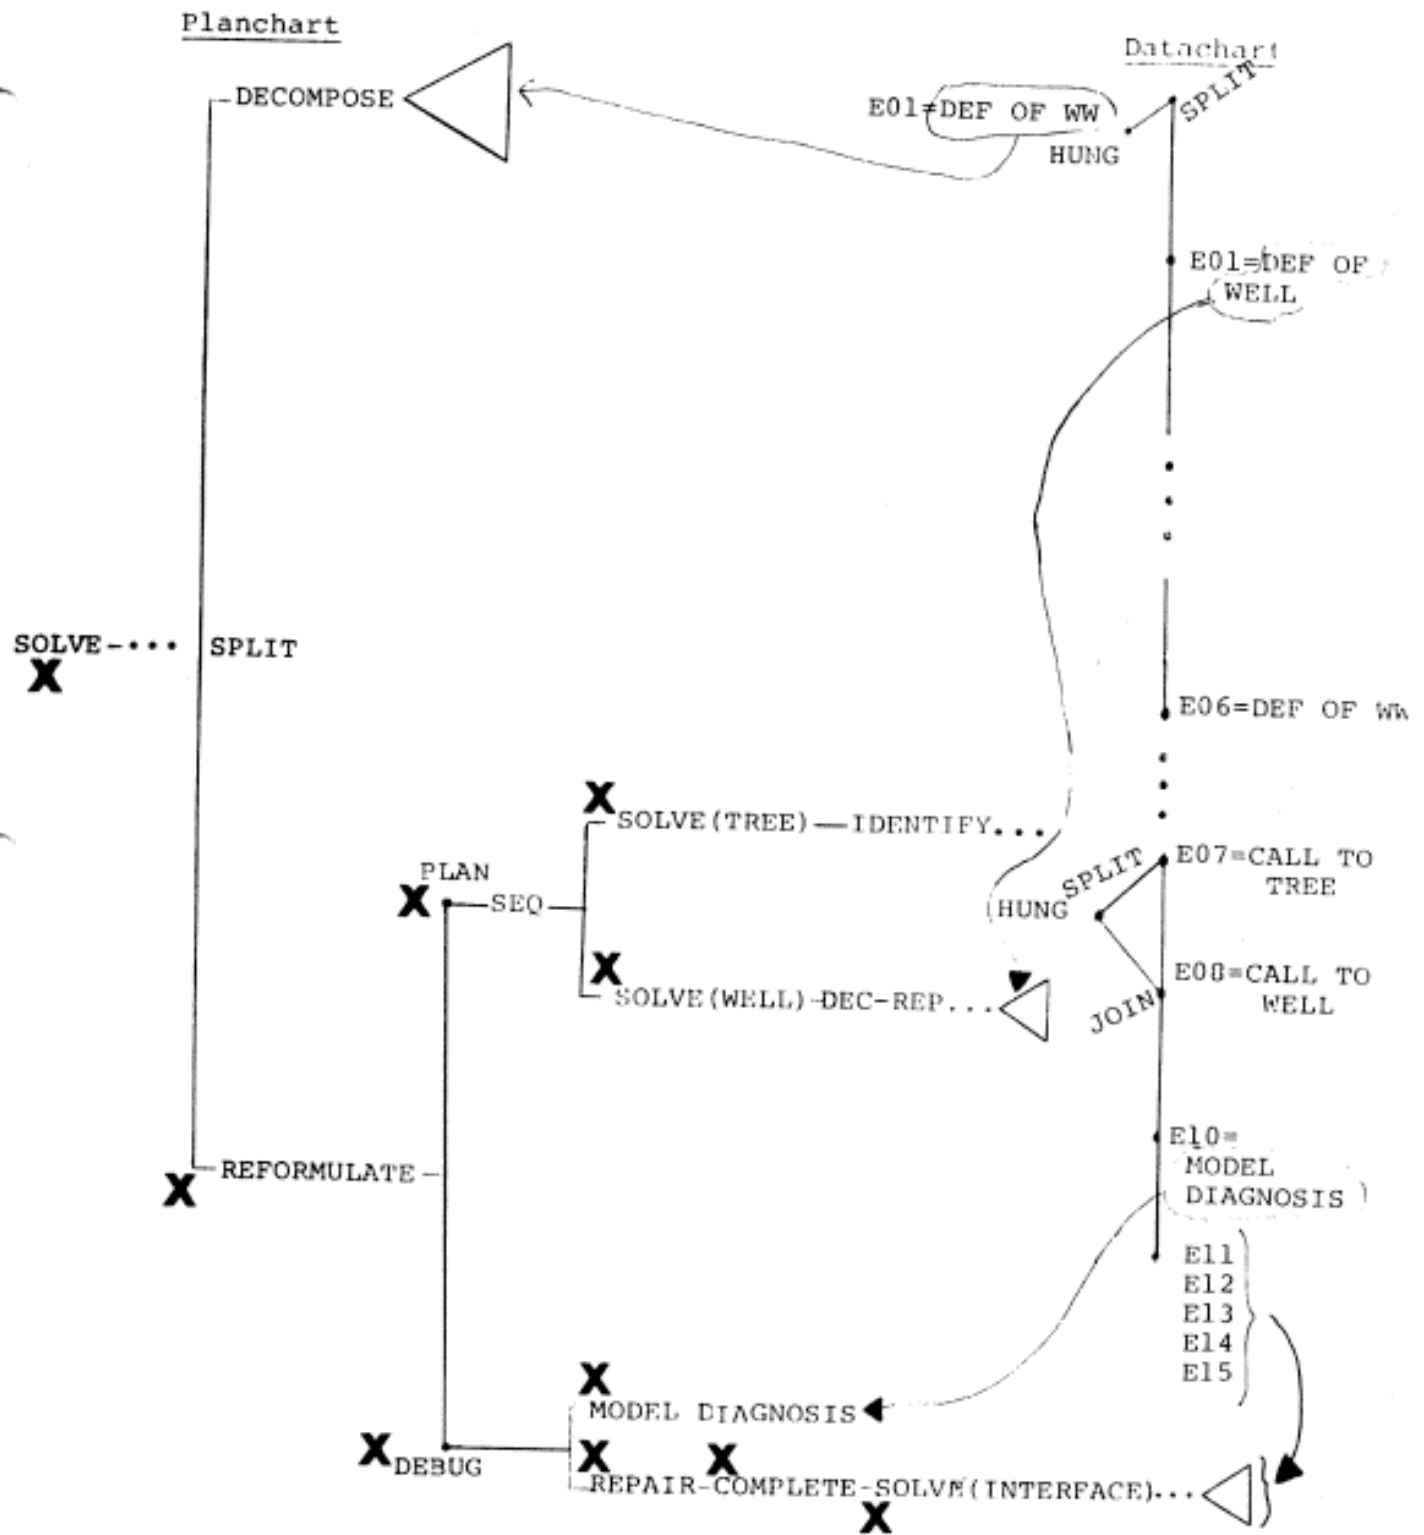 Planchart
Datachart
DECOMPOSE
E01=DEF OF WW
SPLIT
HUNG
E01=DEF OF
WELL
SOLVE-... SPLIT
X
E06=DEF OF WW
X
SOLVE(TREE)—IDENTIFY...
SPLIT
E07=CALL TO
TREE
PLAN
X
SEQ
HUNG
X
SOLVE(WELL)-DEC-REP...
E08=CALL TO
WELL
JOIN
E10=
MODEL
DIAGNOSIS
REFORMULATE
X
E11
E12
E13
E14
E15
X
MODEL DIAGNOSIS
X
DEBUG
X X
REPAIR-COMPLETE-SOLVE(INTERFACE)...
X